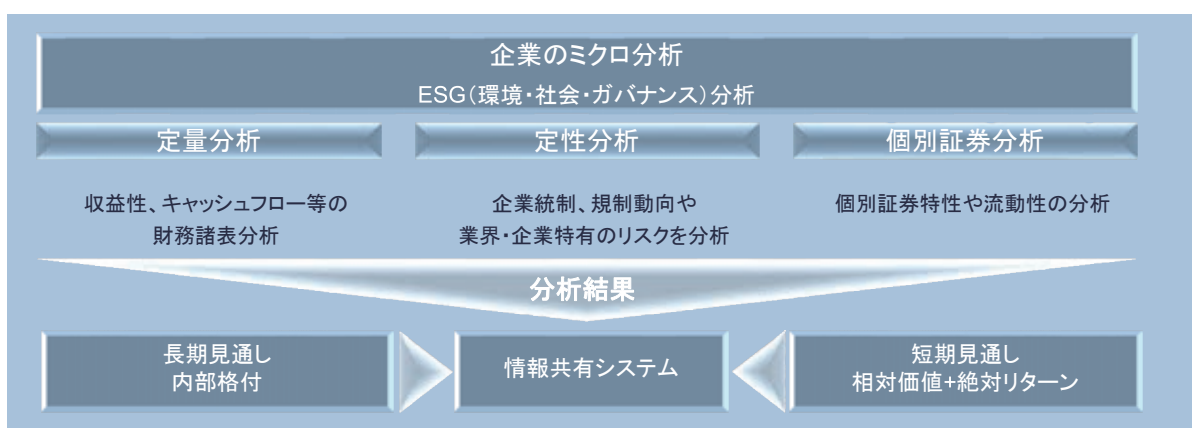 企業のミクロ分析
ESG(環境・社会・ガバナンス)分析
定量分析
定性分析
個別証券分析
収益性、キャッシュフロー等の
財務諸表分析
企業統制、規制動向や
業界・企業特有のリスクを分析
個別証券特性や流動性の分析
分析結果
長期見通し
内部格付
情報共有システム
短期見通し
相対価値+絶対リターン